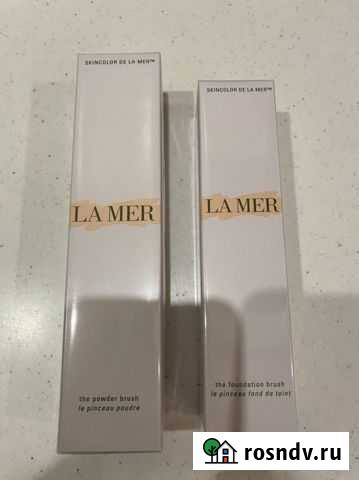 SKINCOLOR DE LA MER™
LA MER
the powder brush
le pinceau poudre
SKINCOLOR DE LA MER™
LA MER
the foundation brush
le pinceau fond de teint
rosndv.ru